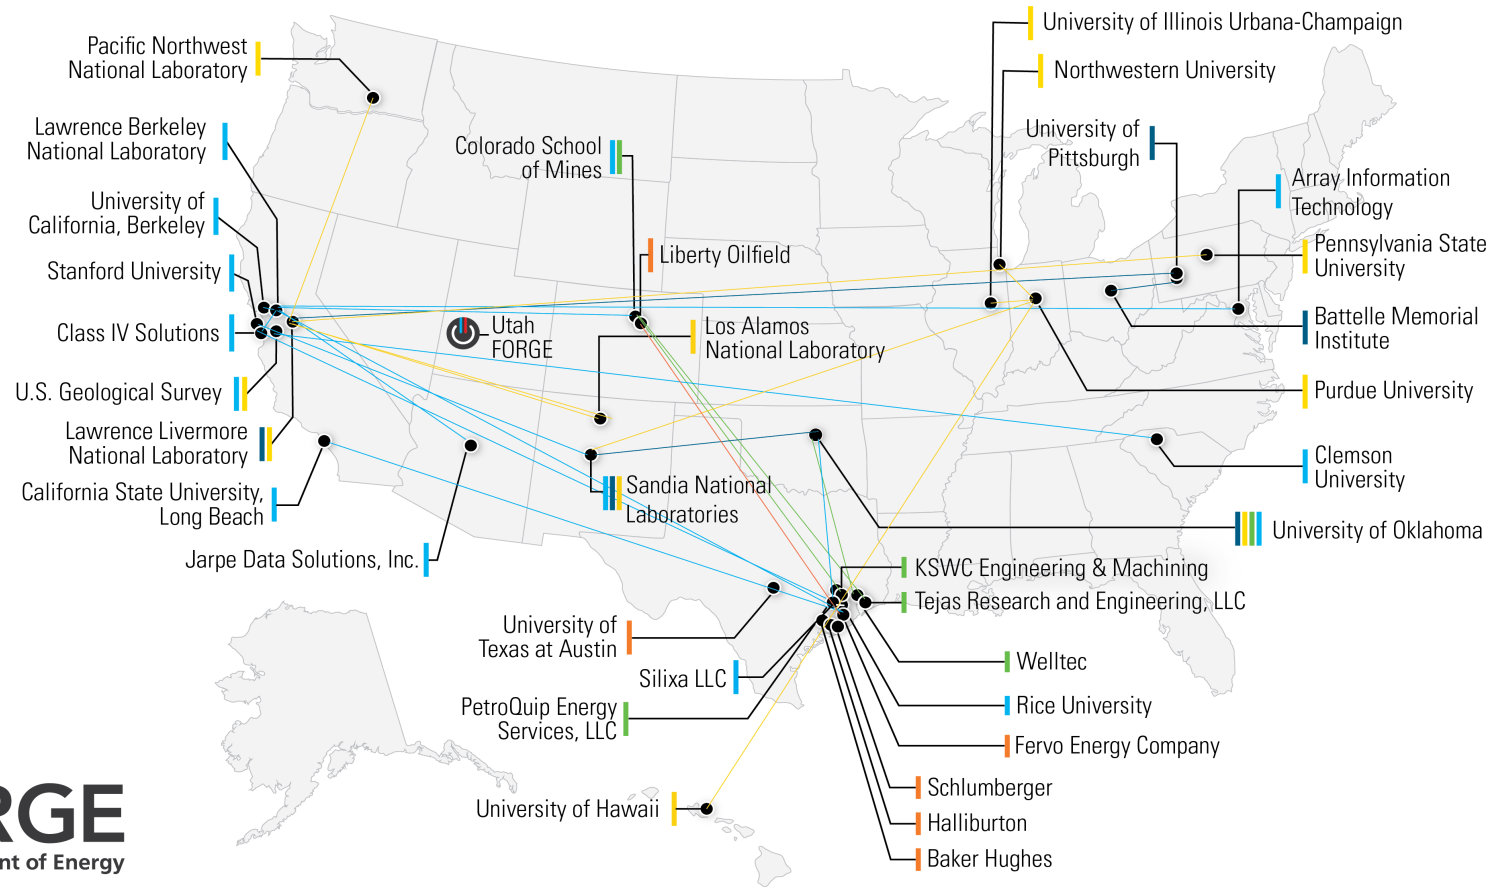 Pacific Northwest
National Laboratory
Lawrence Berkeley
National Laboratory
University of
California, Berkeley
Stanford University
Class IV Solutions
U.S. Geological Survey
Lawrence Livermore
National Laboratory
California State University,
Long Beach
Jarpe Data Solutions, Inc.
Colorado School
of Mines
Liberty Oilfield
Utah
FORGE
Los Alamos
National Laboratory
Sandia National
Laboratories
University of Illinois Urbana-Champaign
Northwestern University
University of
Pittsburgh
Array Information
Technology
Pennsylvania State
University
Battelle Memorial
Institute
Purdue University
Clemson
University
University of Oklahoma
KSWC Engineering & Machining
Tejas Research and Engineering, LLC
Welltec
Rice University
Fervo Energy Company
Schlumberger
Halliburton
Baker Hughes
University of
Texas at Austin
Silixa LLC
PetroQuip Energy
Services, LLC
University of Hawaii
RGE
nt of Energy